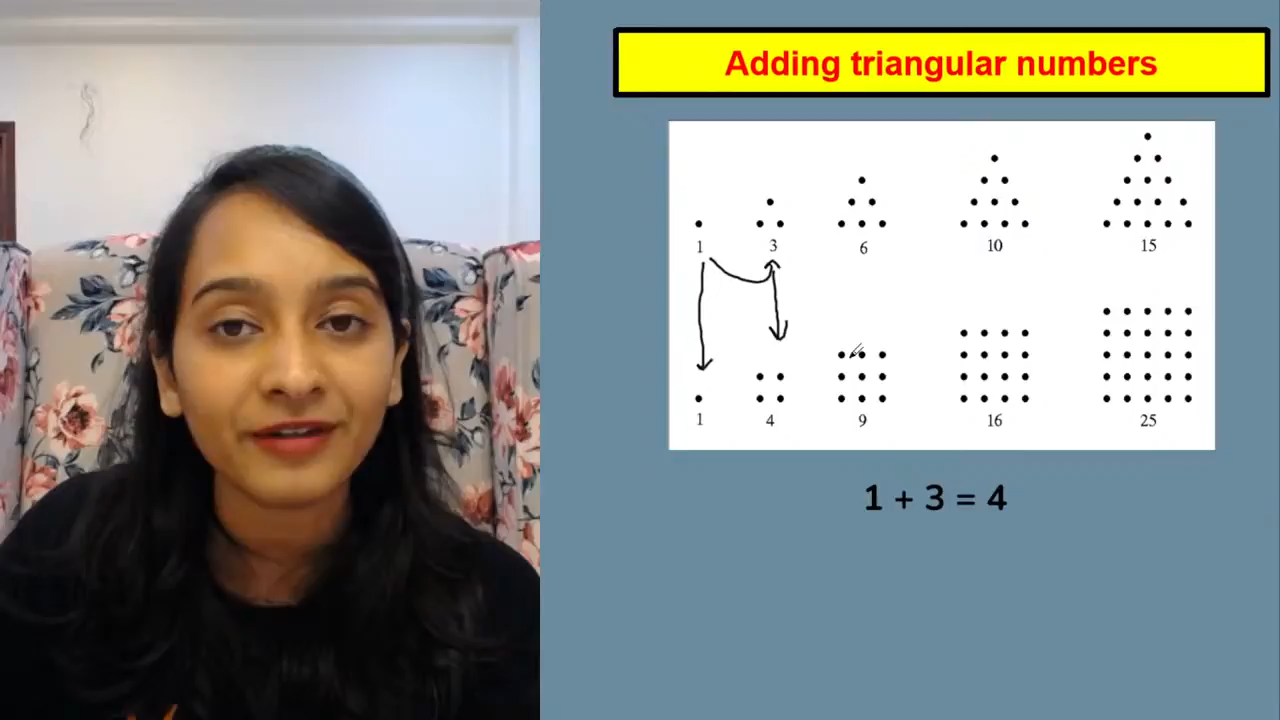 Adding triangular numbers
1 3 6 10 15
1 4 9 16 25
1 + 3 = 4